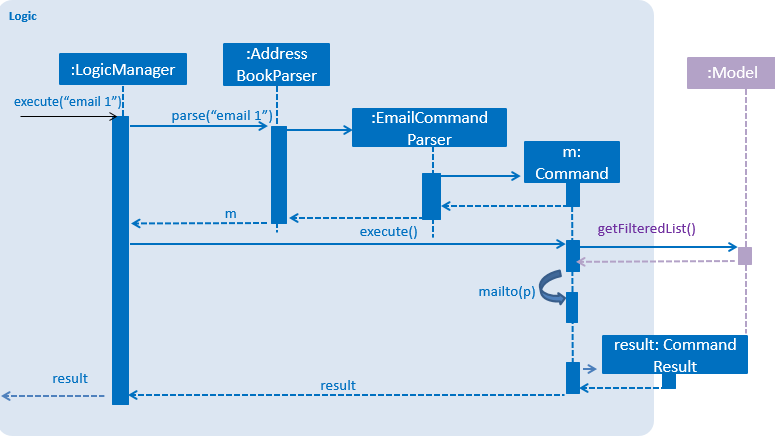 Logic
:LogicManager
:Address
BookParser
:Model
execute(“email 1”)
parse(“email 1”)
:EmailCommand
Parser
m:
Command
m
execute()
getFilteredList()
mailto(p)
result: Command
Result
result
result